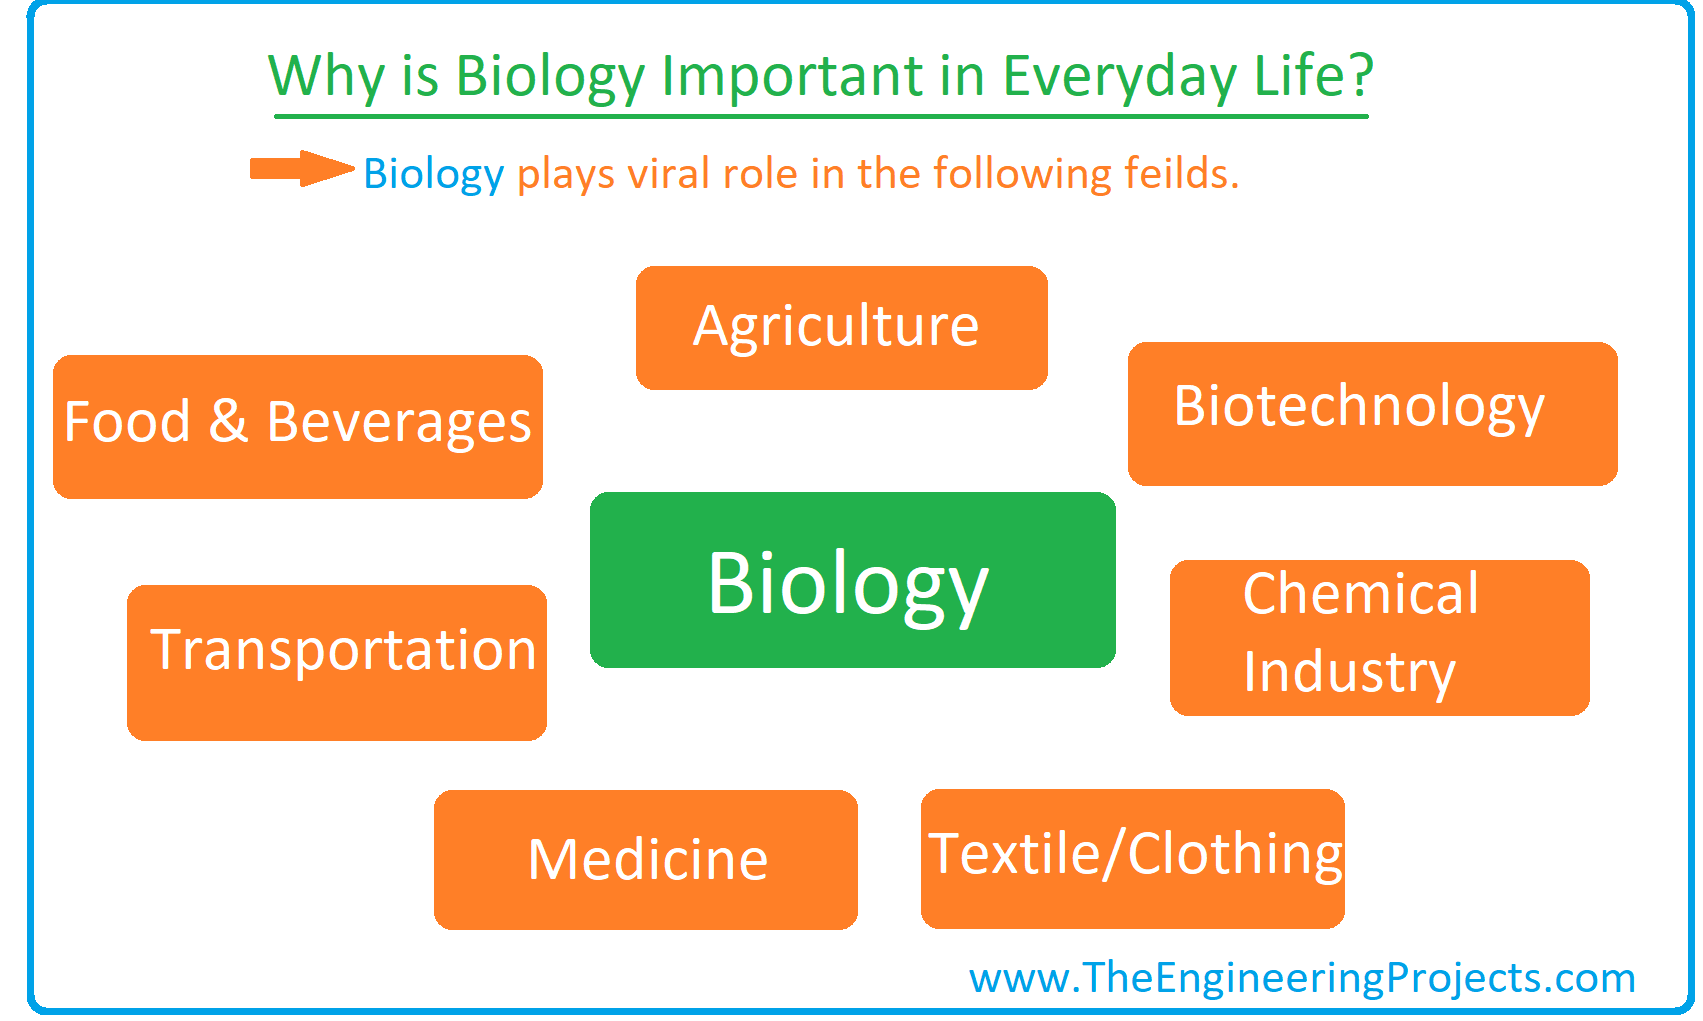 Why is Biology Important in Everyday Life?
Biology plays viral role in the following feilds.
Agriculture
Food & Beverages
Biotechnology
Biology
Transportation
Chemical
Industry
Medicine
Textile/Clothing
www.TheEngineeringProjects.com